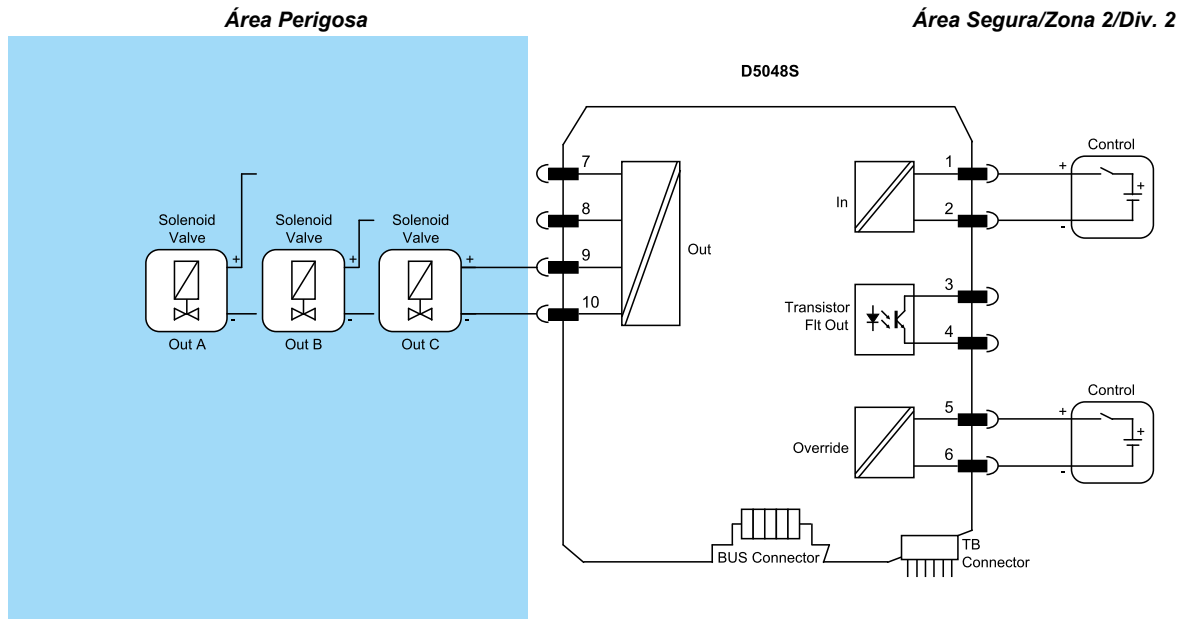 Área Perigosa
Área Segura/Zona 2/Div. 2
D5048S
Solenoid
Valve
+
-
Out A
Solenoid
Valve
+
-
Out B
Solenoid
Valve
+
-
Out C
7
8
9
10
Out
In
1
2
+
-
Control
+
Transistor
Flt Out
3
4
Override
5
6
+
-
Control
+
BUS Connector
TB
Connector